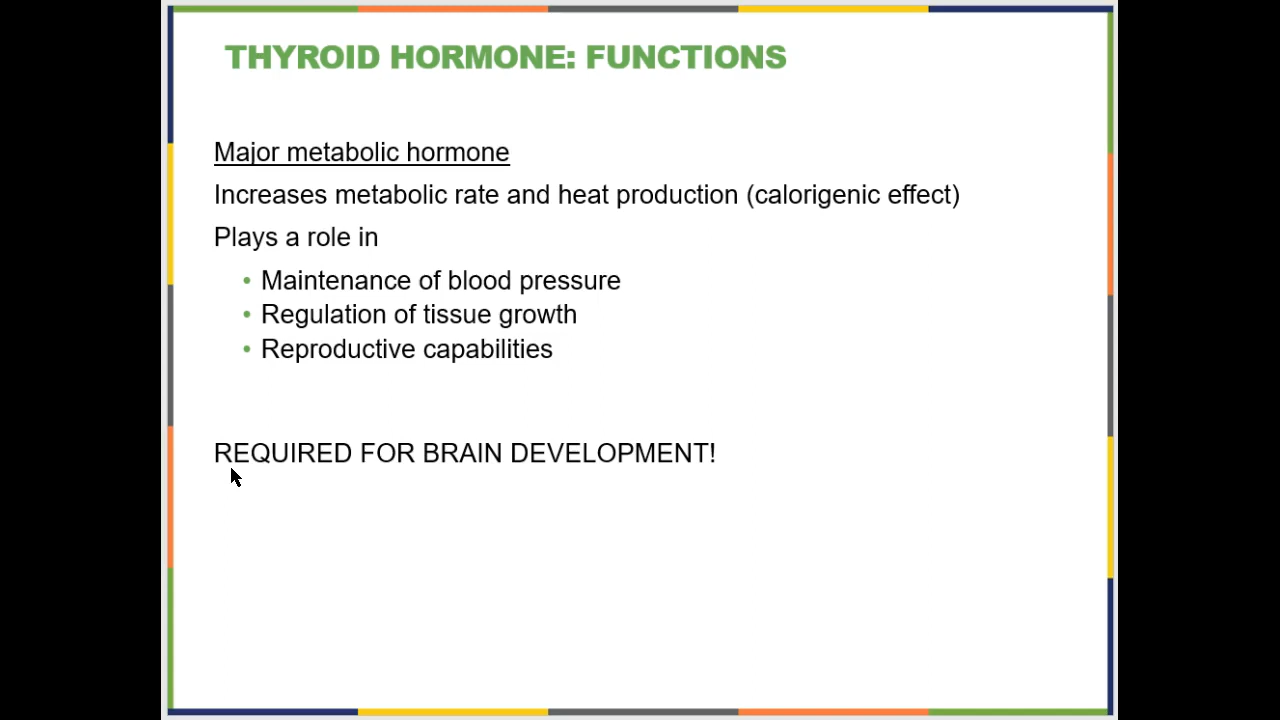 THYROID HORMONE: FUNCTIONS
Major metabolic hormone
Increases metabolic rate and heat production (calorigenic effect)
Plays a role in
• Maintenance of blood pressure
• Regulation of tissue growth
• Reproductive capabilities
REQUIRED FOR BRAIN DEVELOPMENT!